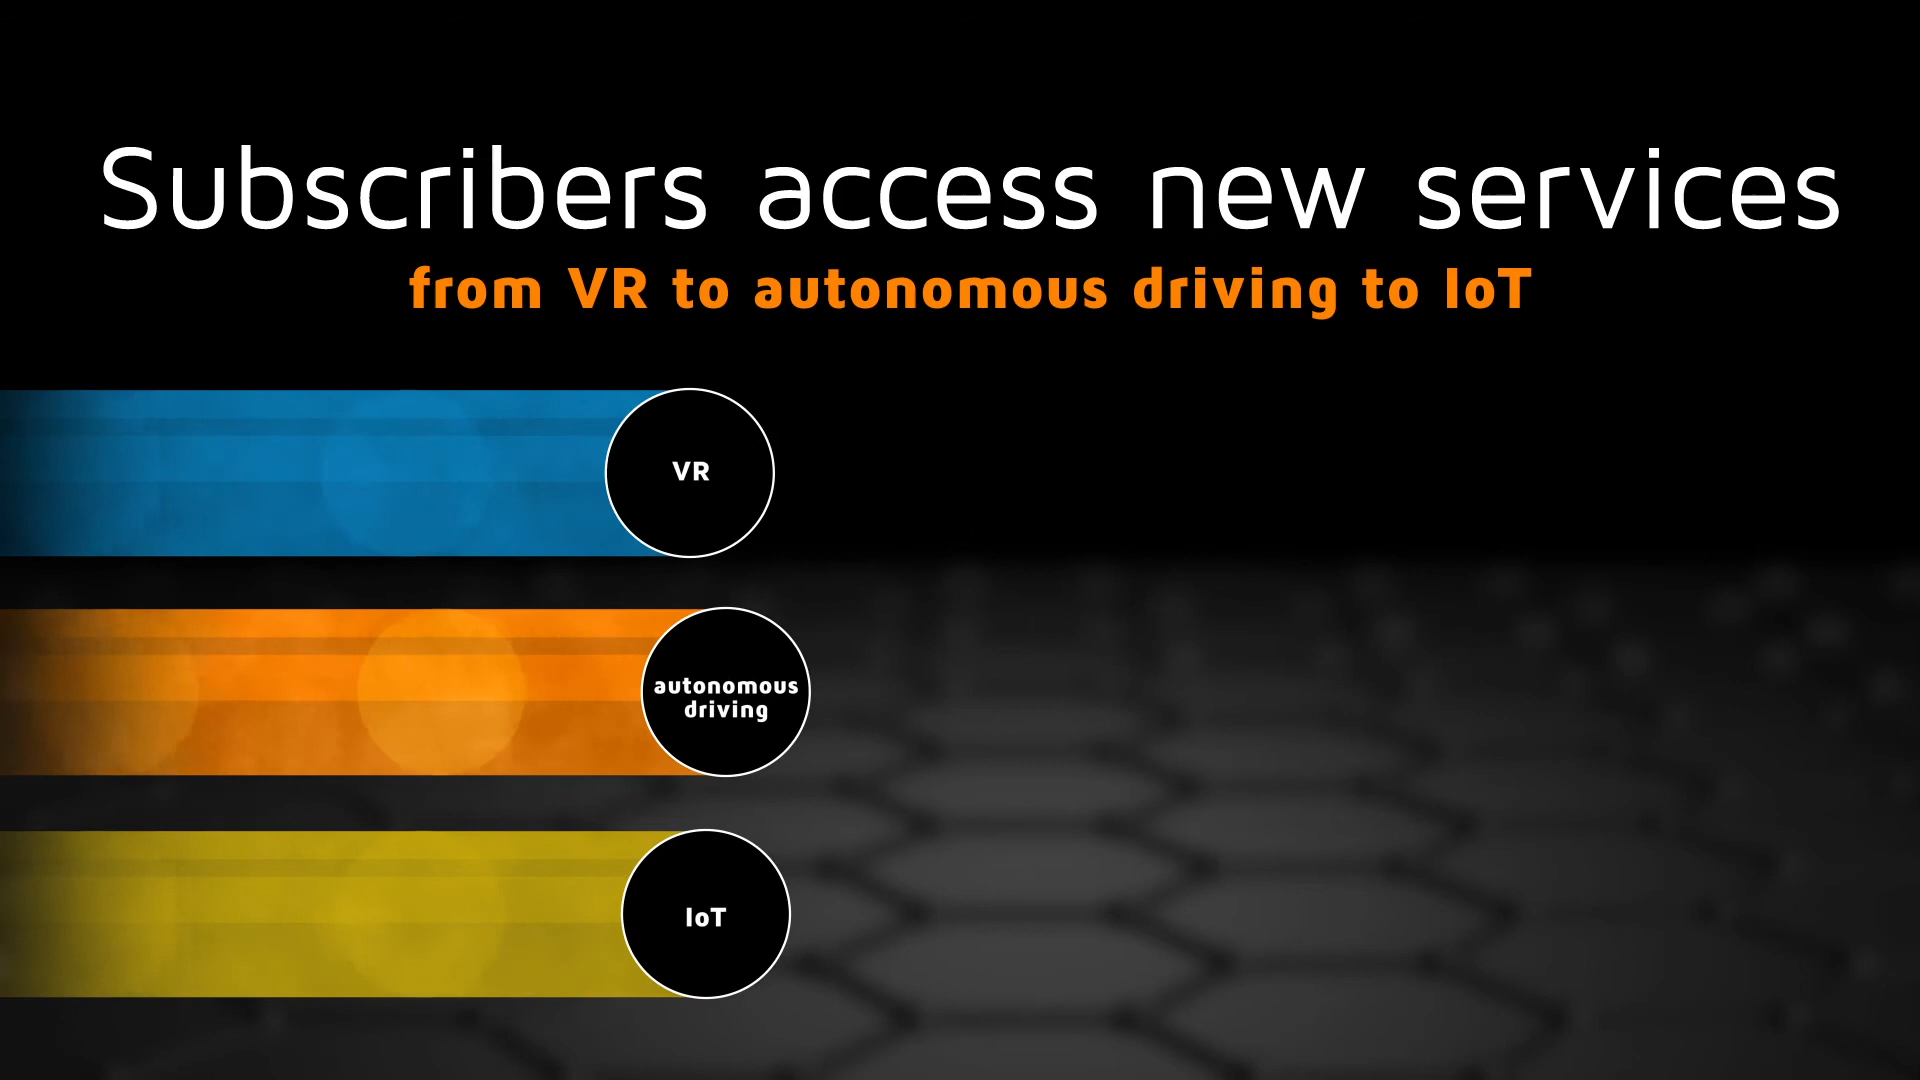 Subscribers access new services
from VR to autonomous driving to IoT
VR
autonomous
driving
IoT